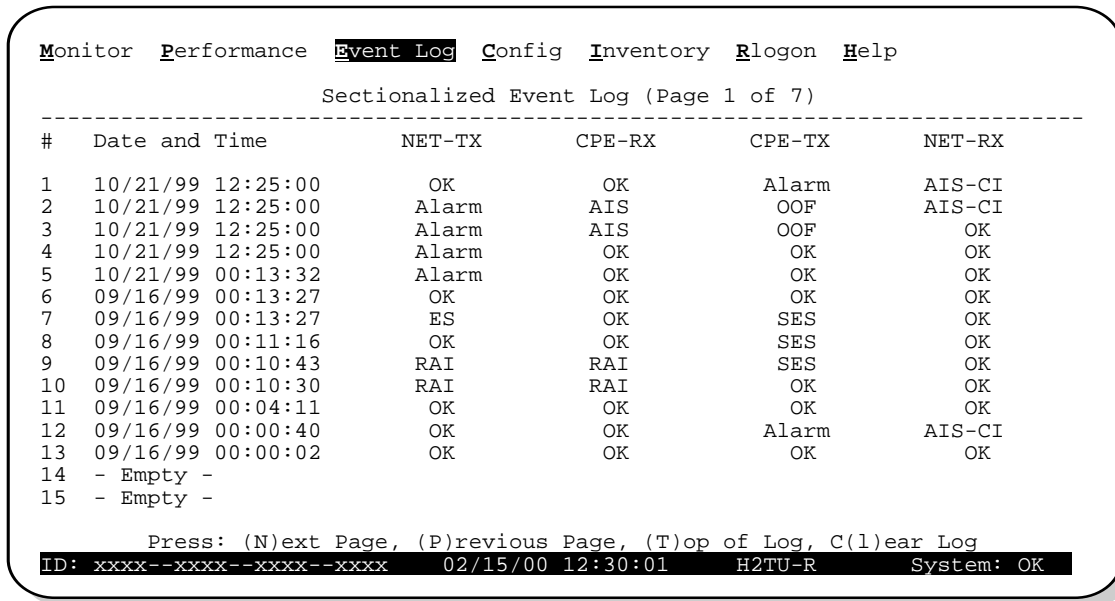 Monitor  Performance  Event Log  Config  Inventory  Rlogon  Help
Sectionalized Event Log (Page 1 of 7)
--------------------------------------------------------------------------------
#   Date and Time          NET-TX       CPE-RX       CPE-TX       NET-RX
1   10/21/99 12:25:00      OK           OK           Alarm        AIS-CI
2   10/21/99 12:25:00      Alarm        AIS          OOF          AIS-CI
3   10/21/99 12:25:00      Alarm        AIS          OOF          OK
4   10/21/99 12:25:00      Alarm        OK           OK           OK
5   10/21/99 00:13:32      Alarm        OK           OK           OK
6   09/16/99 00:13:27      OK           OK           OK           OK
7   09/16/99 00:13:27      ES           OK           SES          OK
8   09/16/99 00:11:16      OK           OK           SES          OK
9   09/16/99 00:10:43      RAI          RAI          SES          OK
10  09/16/99 00:10:30      RAI          RAI          OK           OK
11  09/16/99 00:04:11      OK           OK           OK           OK
12  09/16/99 00:00:40      OK           OK           Alarm        AIS-CI
13  09/16/99 00:00:02      OK           OK           OK           OK
14  - Empty -
15  - Empty -
Press: (N)ext Page, (P)revious Page, (T)op of Log, C(l)ear Log
ID: xxxx--xxxx--xxxx--xxxx    02/15/00 12:30:01    H2TU-R    System: OK